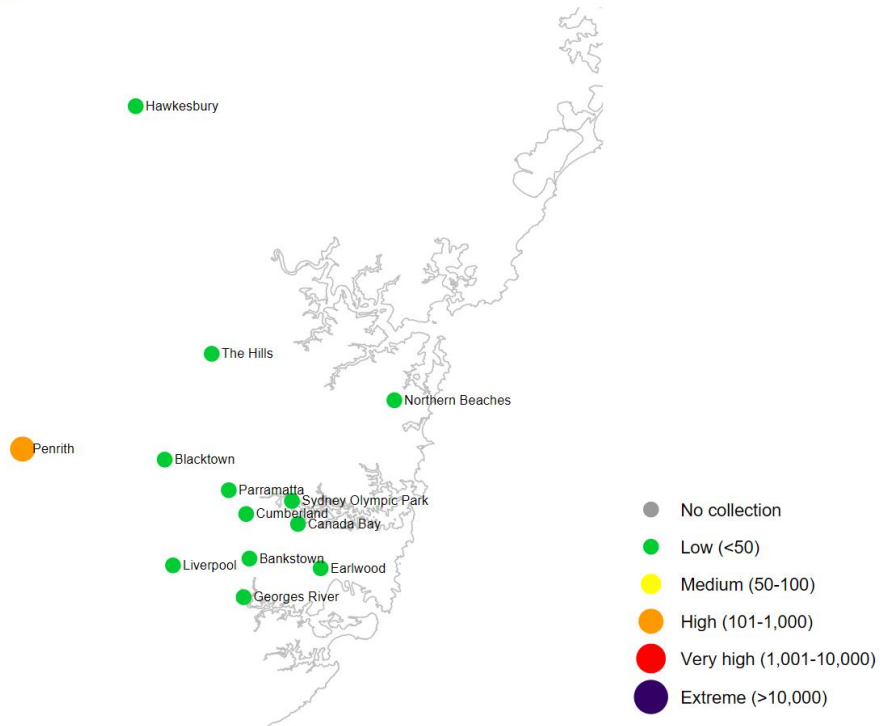 Hawkesbury
The Hills
Northern Beaches
Penrith
Blacktown
Parramatta
Sydney Olympic Park
Cumberland
Canada Bay
Bankstown
Liverpool
Earlwood
Georges River
No collection
Low (<50)
Medium (50-100)
High (101-1,000)
Very high (1,001-10,000)
Extreme (>10,000)